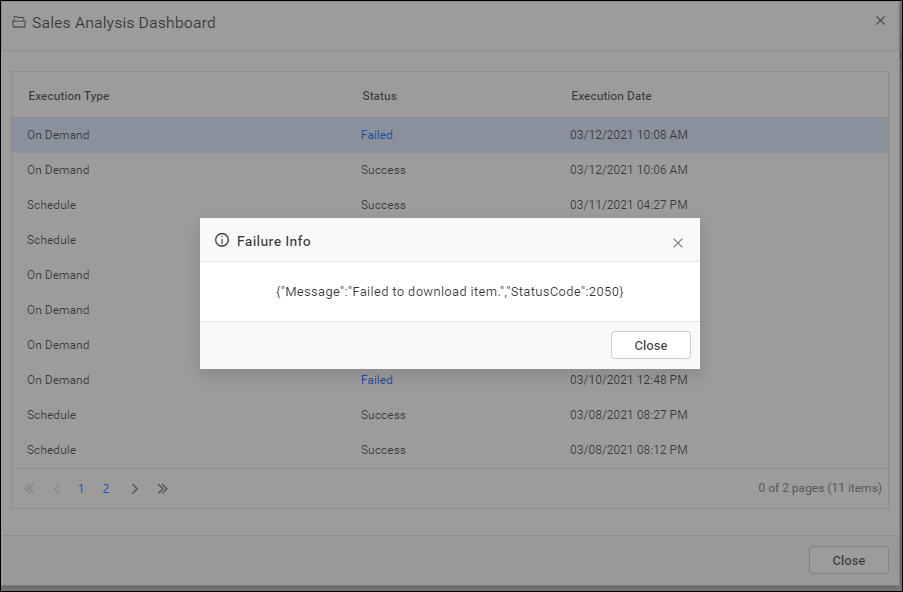 Sales Analysis Dashboard
Execution Type Status Execution Date
On Demand Failed 03/12/2021 10:08 AM
On Demand Success 03/12/2021 10:06 AM
Schedule Success 03/11/2021 04:27 PM
Schedule
On Demand
On Demand
On Demand
Failure Info
{"Message":"Failed to download item.","StatusCode":2050}
Close
On Demand Failed 03/10/2021 12:48 PM
Schedule Success 03/08/2021 08:27 PM
Schedule Success 03/08/2021 08:12 PM
1 2 0 of 2 pages (11 items)
Close